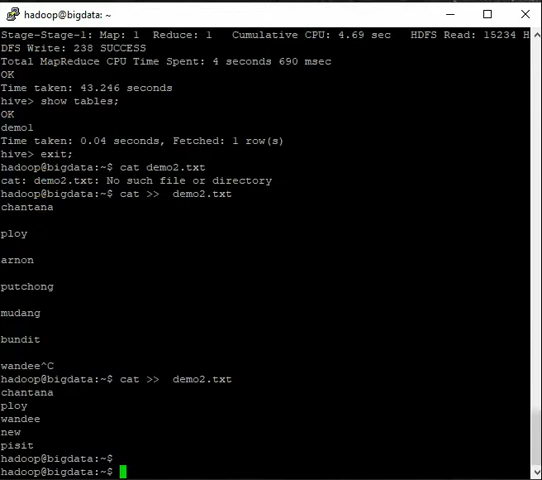 hadoop@bigdata: ~
Stage-Stage-1: Map: 1  Reduce: 1   Cumulative CPU: 4.69 sec   HDFS Read: 15234 H
DFS Write: 238 SUCCESS
Total MapReduce CPU Time Spent: 4 seconds 690 msec
OK
Time taken: 43.246 seconds
hive> show tables;
OK
demo1
Time taken: 0.04 seconds, Fetched: 1 row(s)
hive> exit;
hadoop@bigdata:~$ cat demo2.txt
cat: demo2.txt: No such file or directory
hadoop@bigdata:~$ cat >>  demo2.txt
chantana
ploy
arnon
putchong
mudang
bundit
wandee^C
hadoop@bigdata:~$ cat >>  demo2.txt
chantana
ploy
wandee
new
pisit
hadoop@bigdata:~$
hadoop@bigdata:~$